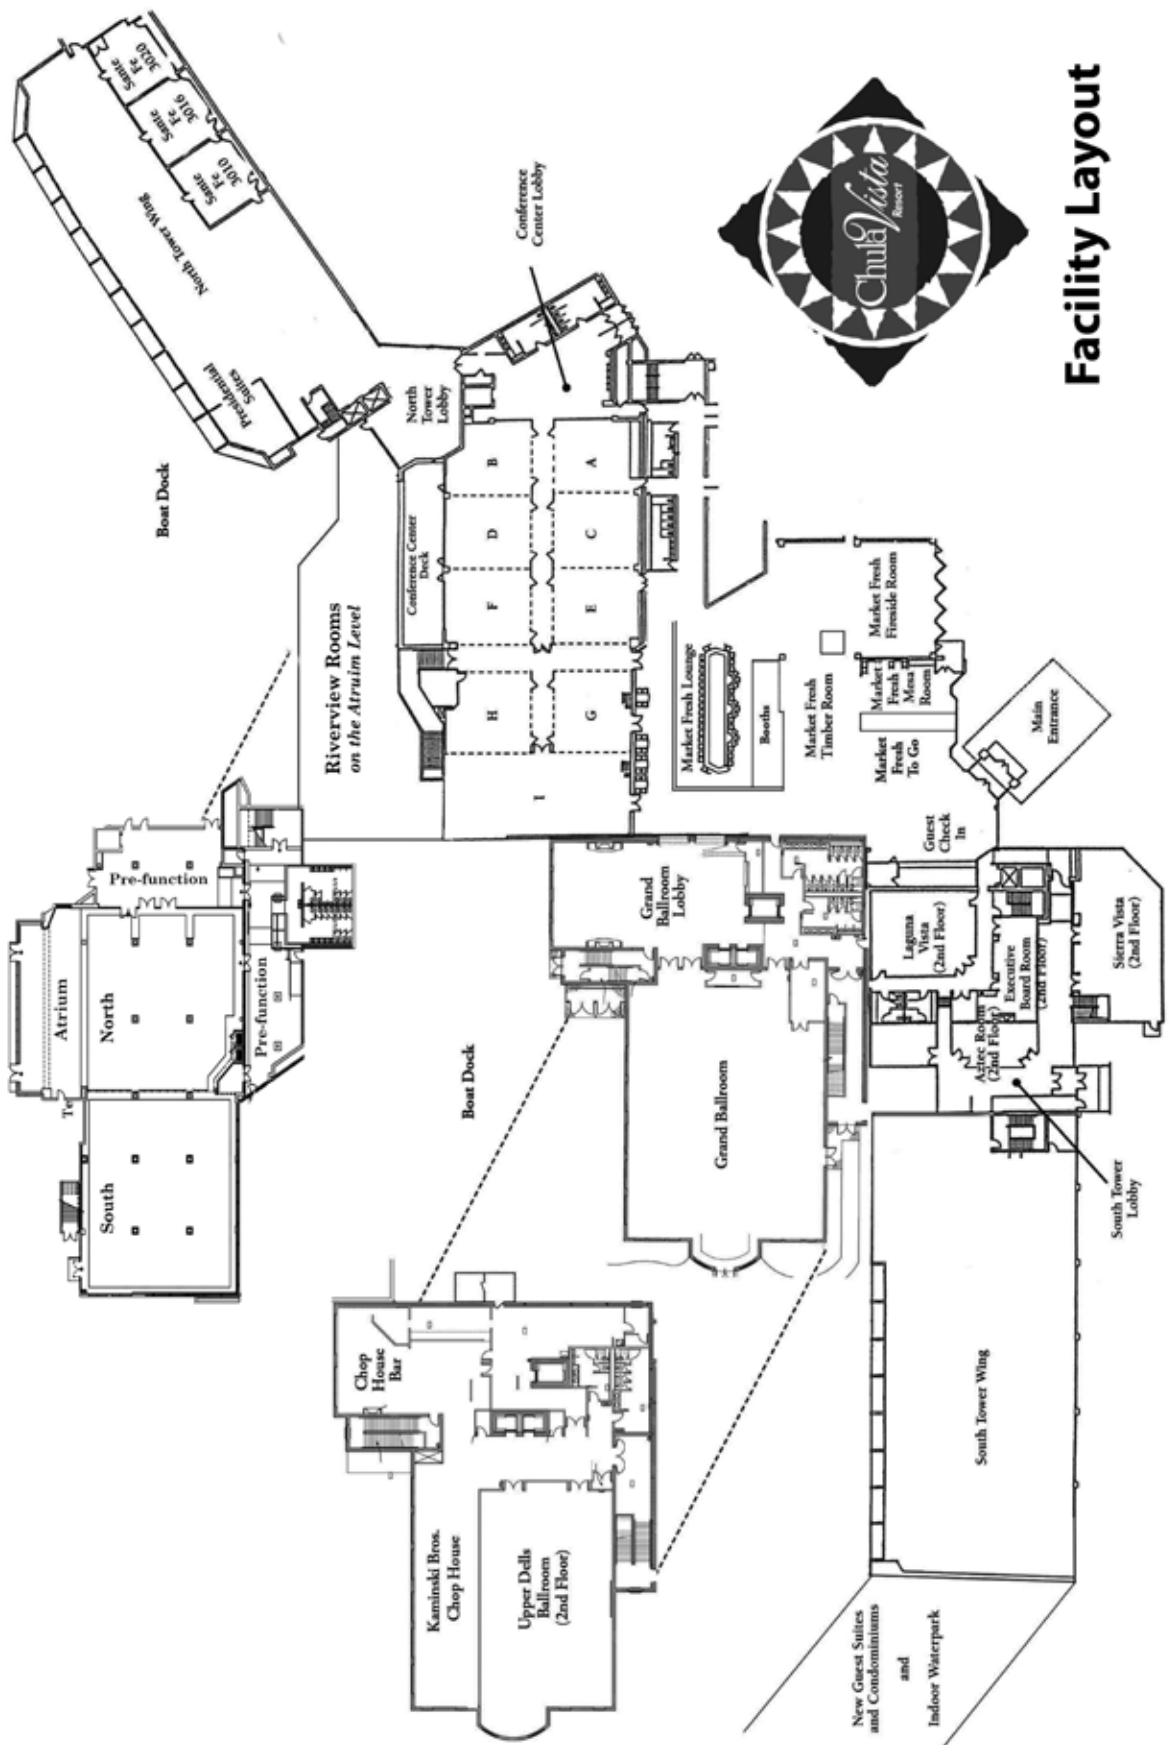 Facility Layout
Chula
Vista
Resort
Sante
Fe
3020
Sante
Fe
3016
Sante
Fe
3010
North Tower Wing
Presidential
Suites
Boat Dock
North
Tower
Lobby
Conference
Center Lobby
Conference Center
Deck
B
A
D
C
F
E
H
G
I
Riverview Rooms
on the Atruim Level
Pre-function
Atrium
North
Pre-function
Te
South
Market Fresh Lounge
Booths
Market Fresh
Timber Room
Market Fresh
Fireside Room
Market
Fresh
Mesa
Room
Market
Fresh
To Go
Main
Entrance
Guest
Check
In
Grand
Ballroom
Lobby
Laguna
Vista
(2nd Floor)
Executive
Board Room
(2nd Floor)
Sierra Vista
(2nd Floor)
Aztec Room
(2nd Floor)
Boat Dock
Grand Ballroom
South Tower
Lobby
Chop
House
Bar
Kaminski Bros.
Chop House
Upper Dells
Ballroom
(2nd Floor)
South Tower Wing
New Guest Suites
and Condominiums
and
Indoor Waterpark